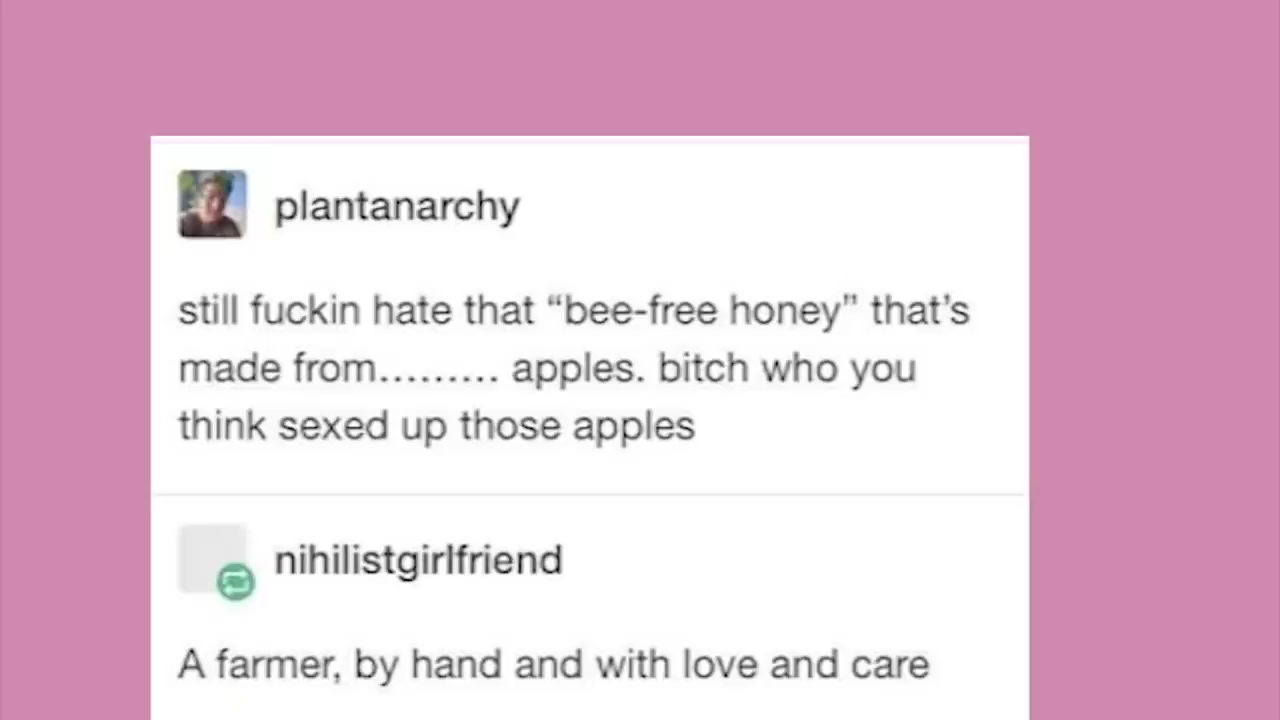 plantanarchy
still fuckin hate that “bee-free honey” that’s
made from......... apples. bitch who you
think sexed up those apples
nihilistgirlfriend
A farmer, by hand and with love and care